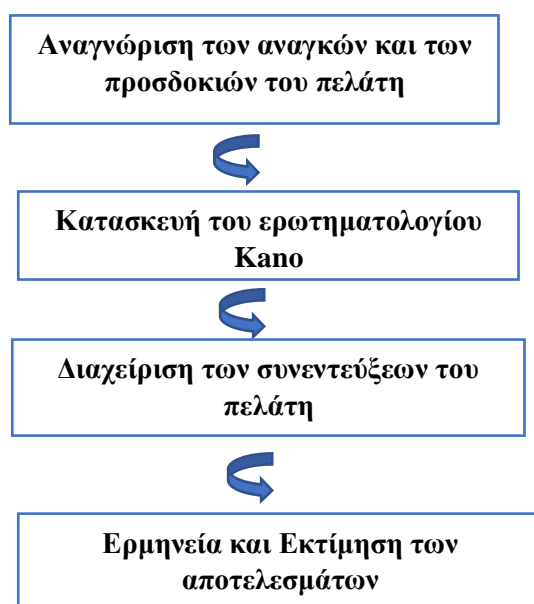 Αναγνώριση των αναγκών και των
προσδοκιών του πελάτη
Κατασκευή του ερωτηματολογίου
Kano
Διαχείριση των συνεντεύξεων του
πελάτη
Ερμηνεία και Εκτίμηση των
αποτελεσμάτων